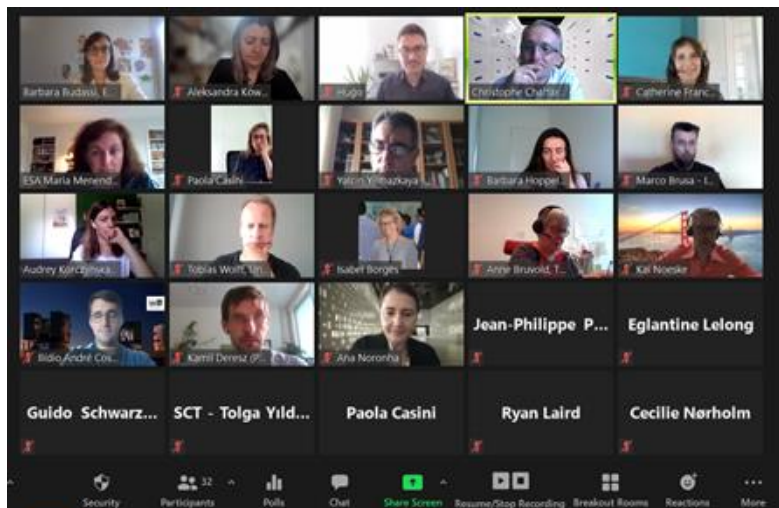 Barbara Budassi, E...
Aleksandra Kow...
Hugo
Christophe Chaffar...
Catherine Franc...
ESA Maria Menend...
Paola Casini
Yalcin Yilmazkaya
Barbara Hoppel...
Marco Brusa - I...
Audrey Korczynska...
Tobias Wolff, Un...
Isabel Borges
Anne Bruvold, T...
Kai Noeske
Bídio André Cos...
Kamil Deresz (P...
Ana Noronha
Jean-Philippe P...
Eglantine Lelong
Guido Schwarz...
SCT - Tolga Yıld...
Paola Casini
Ryan Laird
Cecilie Nørholm
Security
Participants
32
Polls
Chat
Share Screen
Resume/Stop Recording
Breakout Rooms
Reactions
More